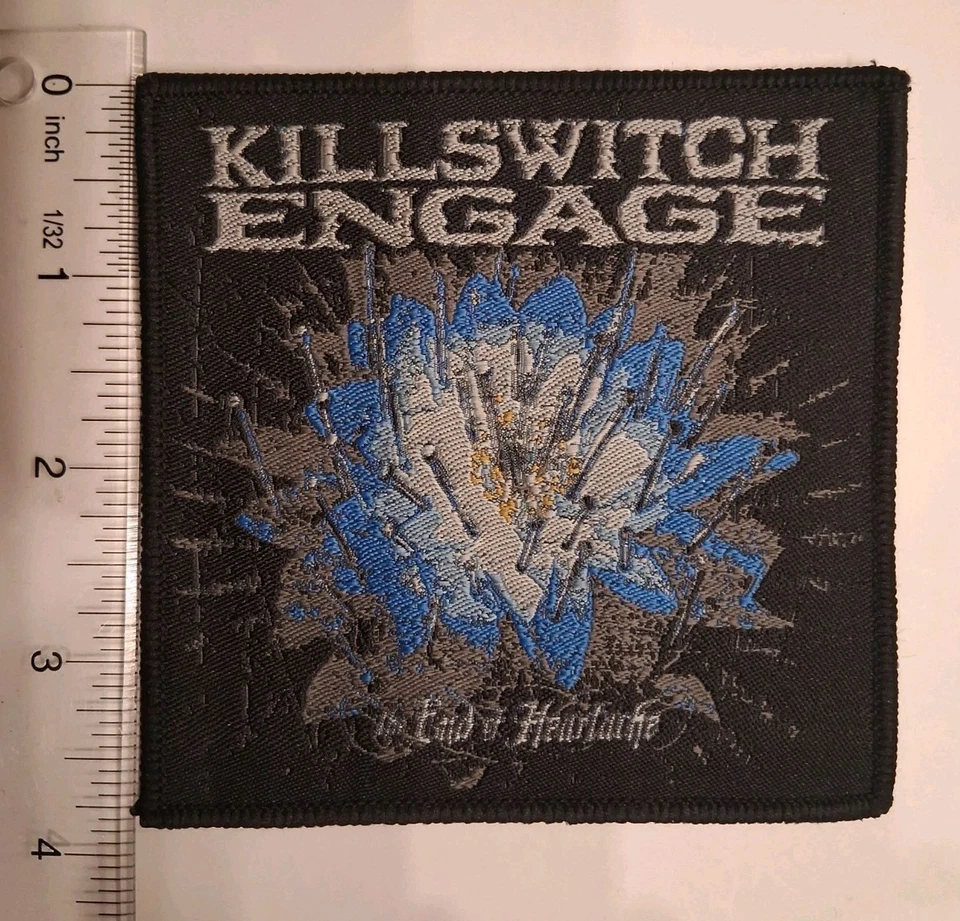 KILLSWITCH
ENGAGE
The End of Heartache
0 inch 1/32 1 2 3 4